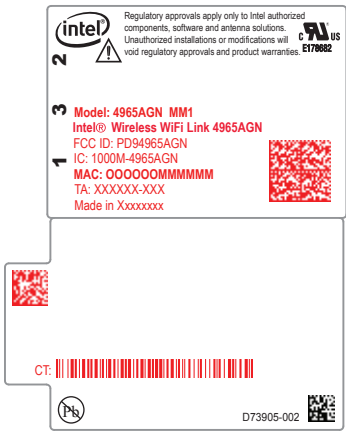 intel®
Regulatory approvals apply only to Intel authorized
components, software and antenna solutions.
Unauthorized installations or modifications will
void regulatory approvals and product warranties.
c RU US
E178682
2
3
1
Model: 4965AGN MM1
Intel® Wireless WiFi Link 4965AGN
FCC ID: PD94965AGN
IC: 1000M-4965AGN
MAC: OOOOOOMMMMMM
TA: XXXXXX-XXX
Made in Xxxxxxxx
CT:
Pb
D73905-002